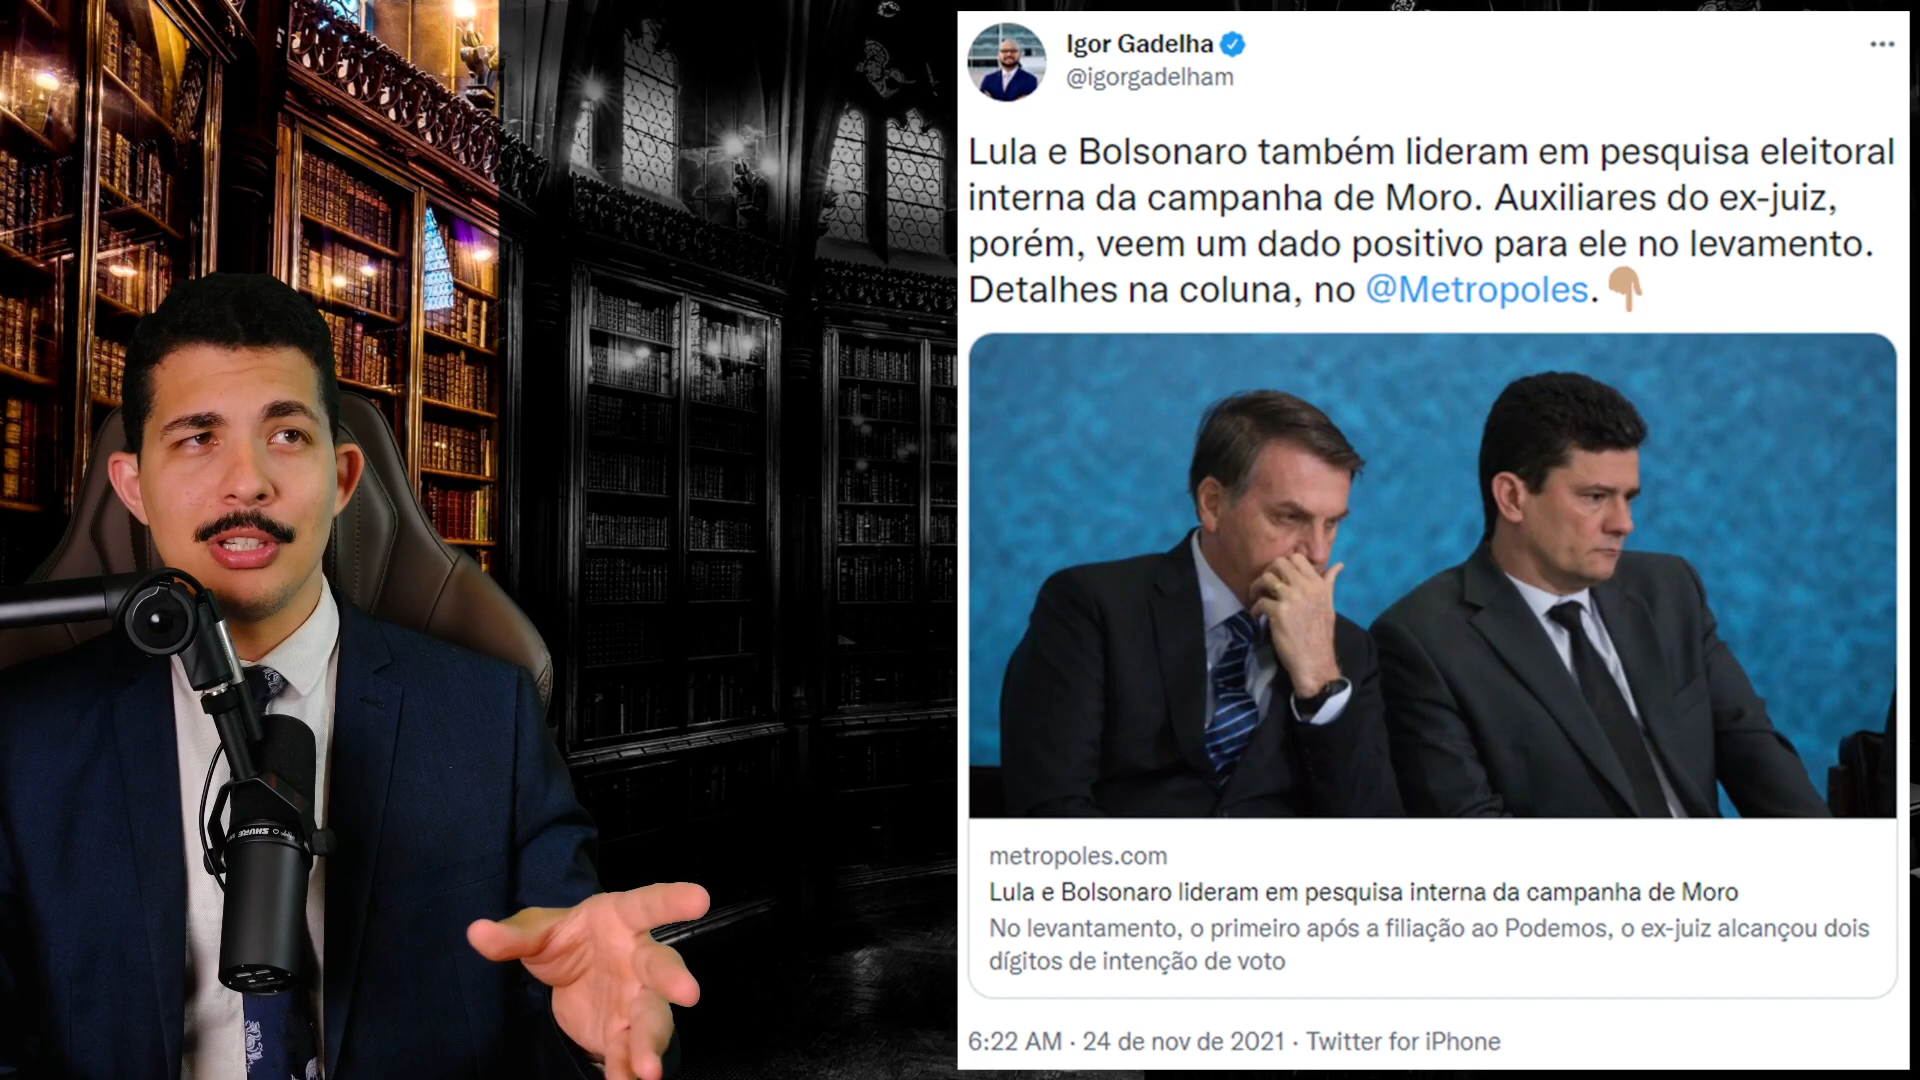 Igor Gadelha
@igorgadelham
Lula e Bolsonaro também lideram em pesquisa eleitoral
interna da campanha de Moro. Auxiliares do ex-juiz,
porém, veem um dado positivo para ele no levamento.
Detalhes na coluna, no @Metropoles.
metropoles.com
Lula e Bolsonaro lideram em pesquisa interna da campanha de Moro
No levantamento, o primeiro após a filiação ao Podemos, o ex-juiz alcançou dois
dígitos de intenção de voto
6:22 AM · 24 de nov de 2021 · Twitter for iPhone
SHURE